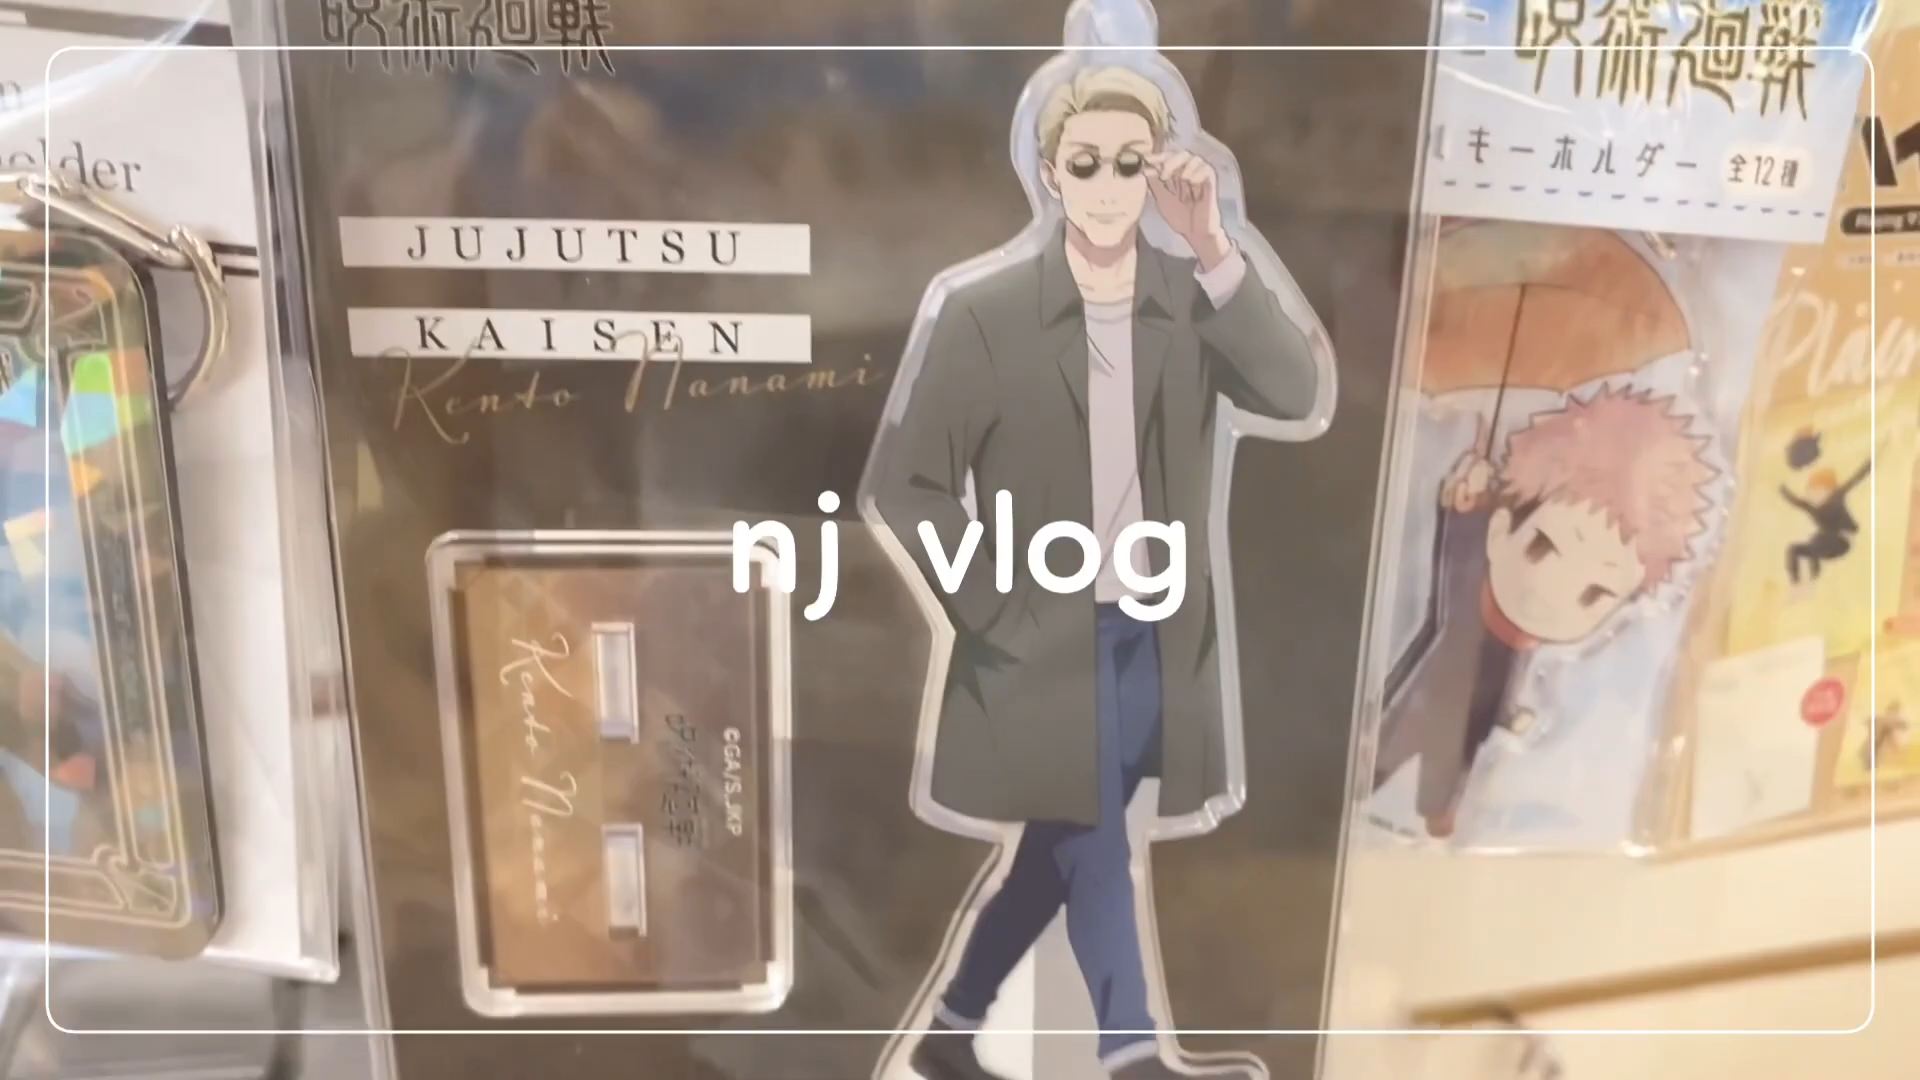 呪術廻戦
呪術廻戦
キーホルダー 全12種
older
JUJUTSU
KAISEN
Kento Nanami
nj vlog
Kento Nanami
呪術廻戦
©GA/S,JKP